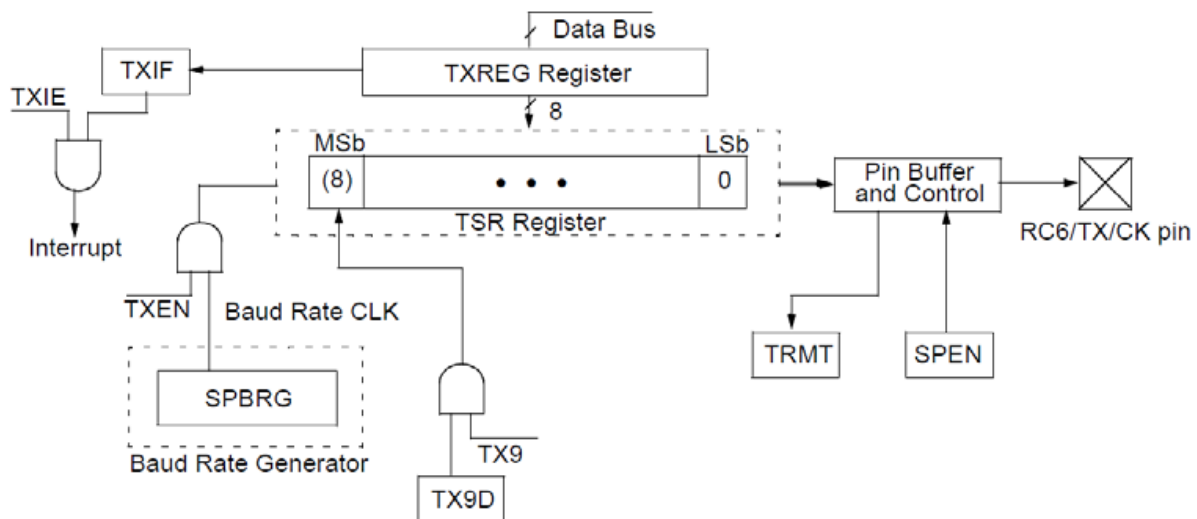 Data Bus
TXIF
TXREG Register
TXIE
8
MSb
LSb
(8)
• • •
0
Pin Buffer
and Control
TSR Register
RC6/TX/CK pin
Interrupt
TXEN
Baud Rate CLK
TRMT
SPEN
SPBRG
TX9
Baud Rate Generator
TX9D